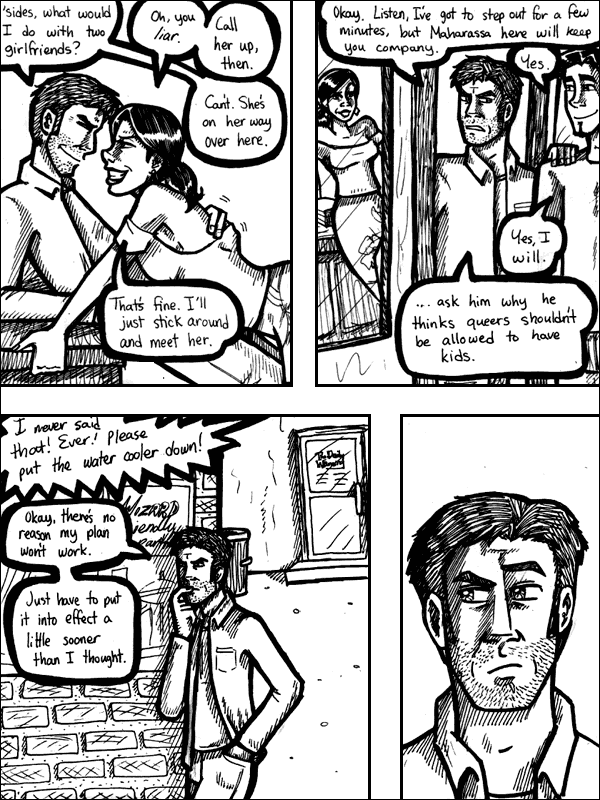 'sides, what would
I do with two
girlfriends?
Oh, you
liar.
Call
her up,
then.
Can't. She's
on her way
over here.
That's fine. I'll
just stick around
and meet her.
Okay. Listen, I've got to step out for a few
minutes, but Maharassa here will keep
you company.
Yes.
Yes, I
will.
... ask him why he
thinks queers shouldn't
be allowed to have
kids.
I never said
that! Ever! Please
put the water cooler down!
Okay, there's no
reason my plan
won't work.
Just have to put
it into effect a
little sooner
than I thought.
The Daily
WIZARD